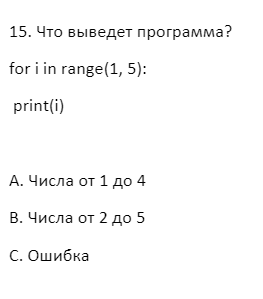 15. Что выведет программа?
for i in range(1, 5):
print(i)
A. Числа от 1 до 4
B. Числа от 2 до 5
C. Ошибка